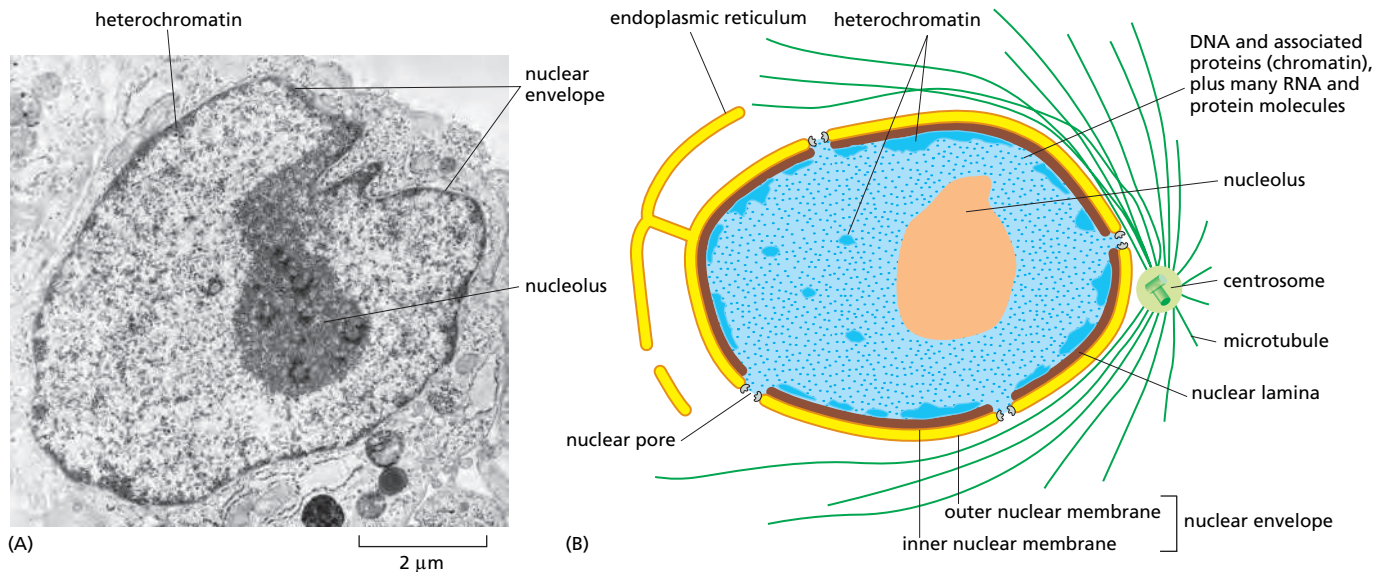 heterochromatin
nuclear
envelope
nucleolus
(A)
2 μm
endoplasmic reticulum
heterochromatin
DNA and associated
proteins (chromatin),
plus many RNA and
protein molecules
nucleolus
centrosome
microtubule
nuclear lamina
nuclear pore
outer nuclear membrane
inner nuclear membrane
nuclear envelope
(B)